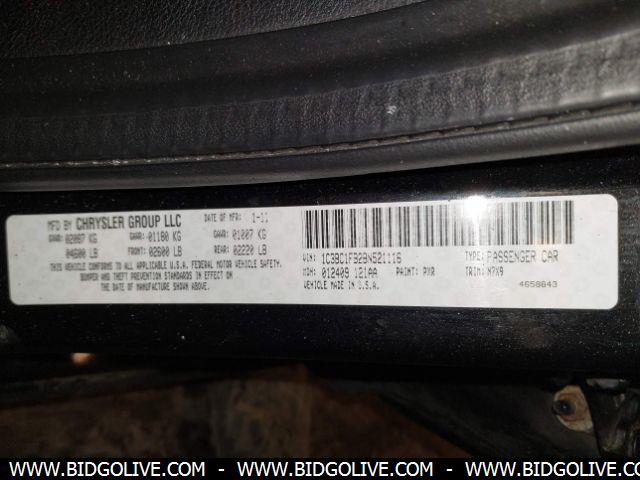 MFD BY CHRYSLER GROUP LLC DATE OF MFR: 1-11
GVWR: 02087 KG GAWR: 01180 KG GAWR: 01007 KG
04600 LB FRONT: 02600 LB REAR: 02220 LB
THIS VEHICLE CONFORMS TO ALL APPLICABLE U.S.A. FEDERAL MOTOR VEHICLE SAFETY,
BUMPER AND THEFT PREVENTION STANDARDS IN EFFECT ON
THE DATE OF MANUFACTURE SHOWN ABOVE.
VIN: 1C3BC1FB2BN521116 TYPE: PASSENGER CAR
MDH: 012409 121AA PAINT: PXR TRIM: M7X9
VEHICLE MADE IN U.S.A. 4658643
WWW.BIDGOLIVE.COM - WWW.BIDGOLIVE.COM - WWW.BIDGOLIVE.COM